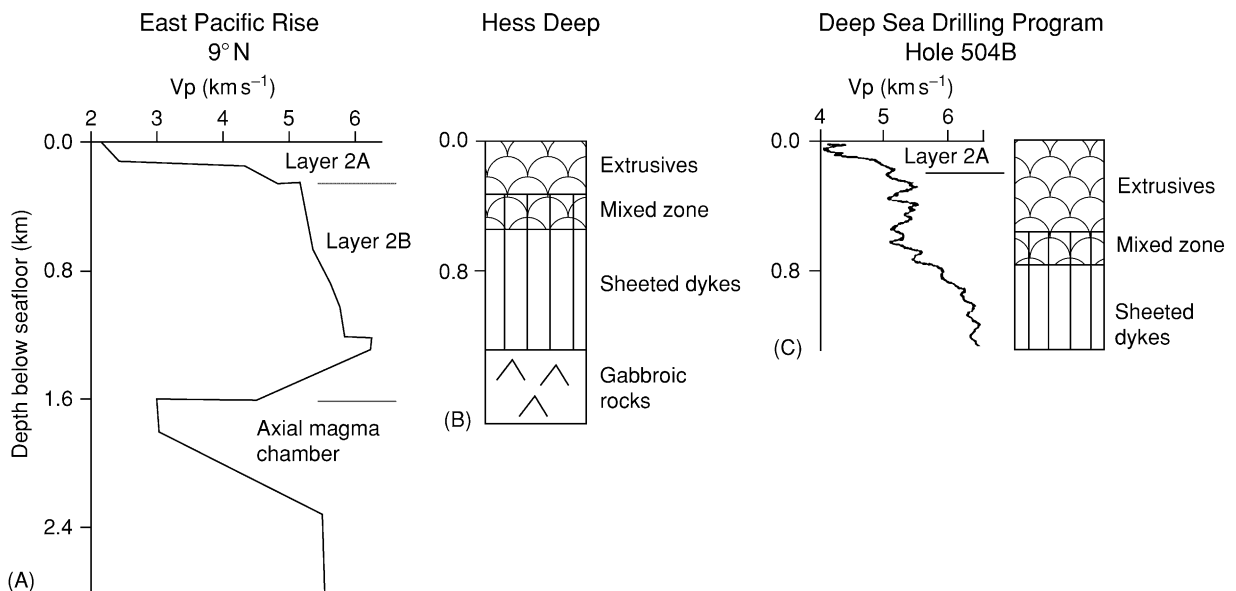 East Pacific Rise
9° N
Vp (km s⁻¹)
2 3 4 5 6
0.0
Layer 2A
Layer 2B
0.8
1.6
Axial magma
chamber
2.4
Depth below seafloor (km)
(A)
Hess Deep
0.0
Extrusives
Mixed zone
0.8
Sheeted dykes
Gabbroic
rocks
(B)
Deep Sea Drilling Program
Hole 504B
Vp (km s⁻¹)
4 5 6
0.0
Layer 2A
Extrusives
Mixed zone
0.8
Sheeted
dykes
(C)